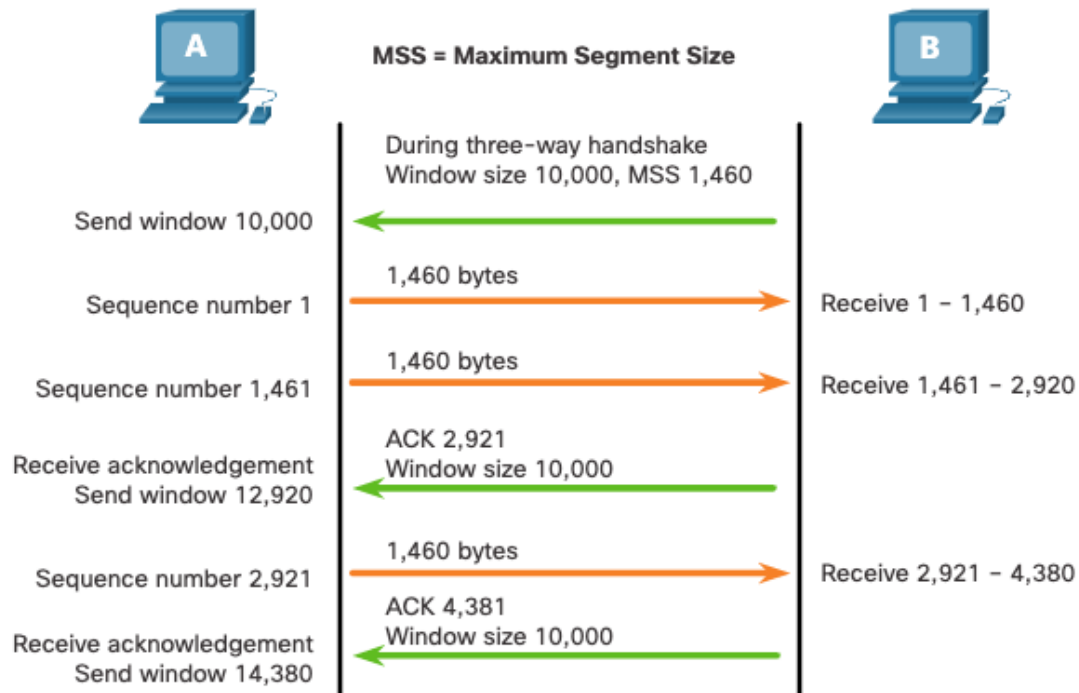 A
MSS = Maximum Segment Size
B
During three-way handshake
Window size 10,000, MSS 1,460
Send window 10,000
1,460 bytes
Sequence number 1
Receive 1 – 1,460
1,460 bytes
Sequence number 1,461
Receive 1,461 – 2,920
ACK 2,921
Window size 10,000
Receive acknowledgement
Send window 12,920
1,460 bytes
Sequence number 2,921
Receive 2,921 – 4,380
ACK 4,381
Window size 10,000
Receive acknowledgement
Send window 14,380